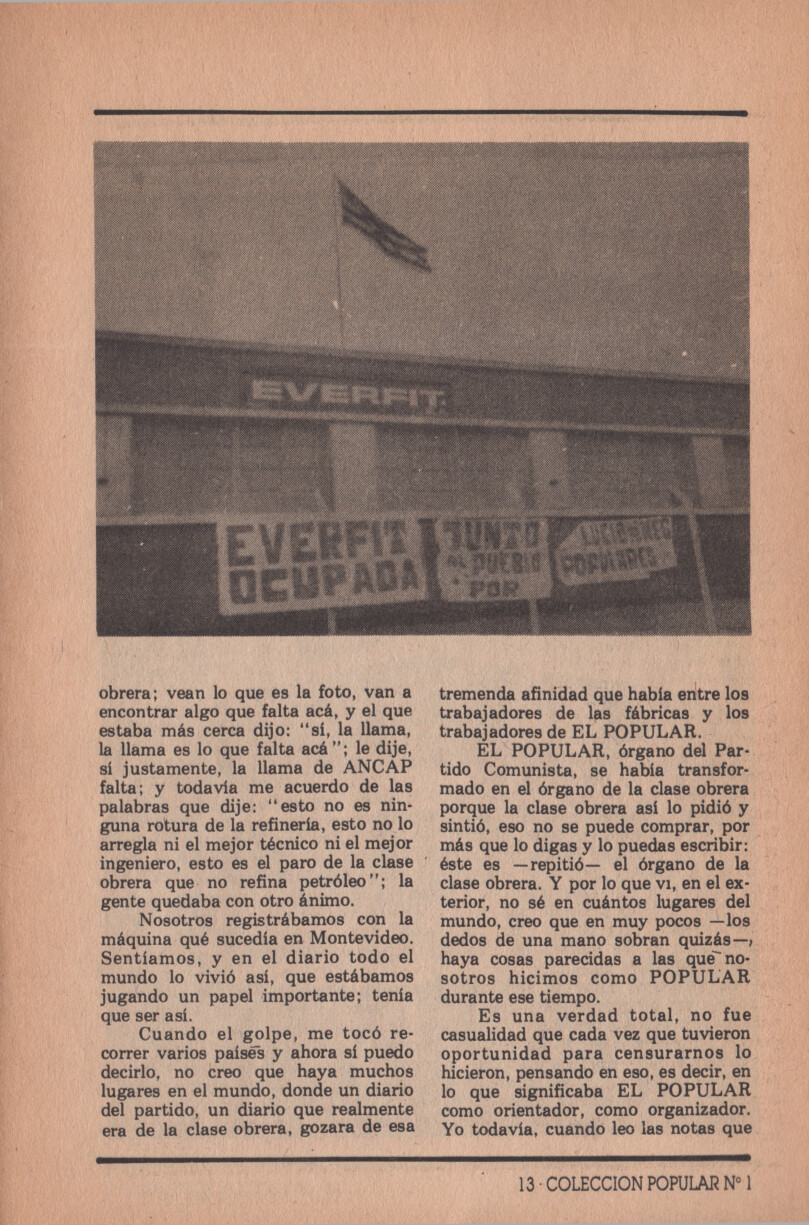 EVERFIT
EVERFIT
OCUPADA
JUNTO
AL PUEBLO
POR
POPULARES
obrera; vean lo que es la foto, van a
encontrar algo que falta acá, y el que
estaba más cerca dijo: “sí, la llama,
la llama es lo que falta acá”; le dije,
sí justamente, la llama de ANCAP
falta; y todavía me acuerdo de las
palabras que dije: “esto no es nin-
guna rotura de la refinería, esto no lo
arregla ni el mejor técnico ni el mejor
ingeniero, esto es el paro de la clase
obrera que no refina petróleo”; la
gente quedaba con otro ánimo.
Nosotros registrábamos con la
máquina qué sucedía en Montevideo.
Sentíamos, y en el diario todo el
mundo lo vivió así, que estábamos
jugando un papel importante; tenía
que ser así.
Cuando el golpe, me tocó re-
correr varios países y ahora sí puedo
decirlo, no creo que haya muchos
lugares en el mundo, donde un diario
del partido, un diario que realmente
era de la clase obrera, gozara de esa
tremenda afinidad que había entre los
trabajadores de las fábricas y los
trabajadores de EL POPULAR.
EL POPULAR, órgano del Par-
tido Comunista, se había transfor-
mado en el órgano de la clase obrera
porque la clase obrera así lo pidió y
sintió, eso no se puede comprar, por
más que lo digas y lo puedas escribir:
éste es —repitió— el órgano de la
clase obrera. Y por lo que vi, en el ex-
terior, no sé en cuántos lugares del
mundo, creo que en muy pocos —los
dedos de una mano sobran quizás—,
haya cosas parecidas a las que no-
sotros hicimos como POPULAR
durante ese tiempo.
Es una verdad total, no fue
casualidad que cada vez que tuvieron
oportunidad para censurarnos lo
hicieron, pensando en eso, es decir, en
lo que significaba EL POPULAR
como orientador, como organizador.
Yo todavía, cuando leo las notas que
13 · COLECCION POPULAR Nº 1